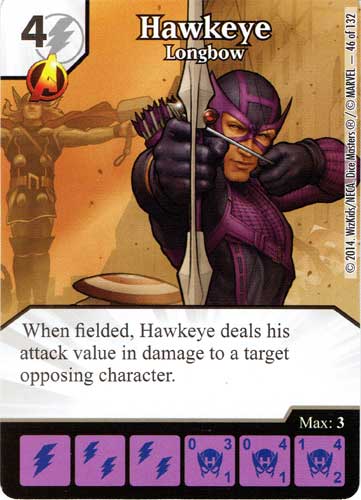 4
Hawkeye
Longbow
© 2014. WizKids/NECA. Dice Masters ® / © MARVEL — 46 of 132
When fielded, Hawkeye deals his
attack value in damage to a target
opposing character.
Max: 3
0 3 1
0 4 1
1 4 2